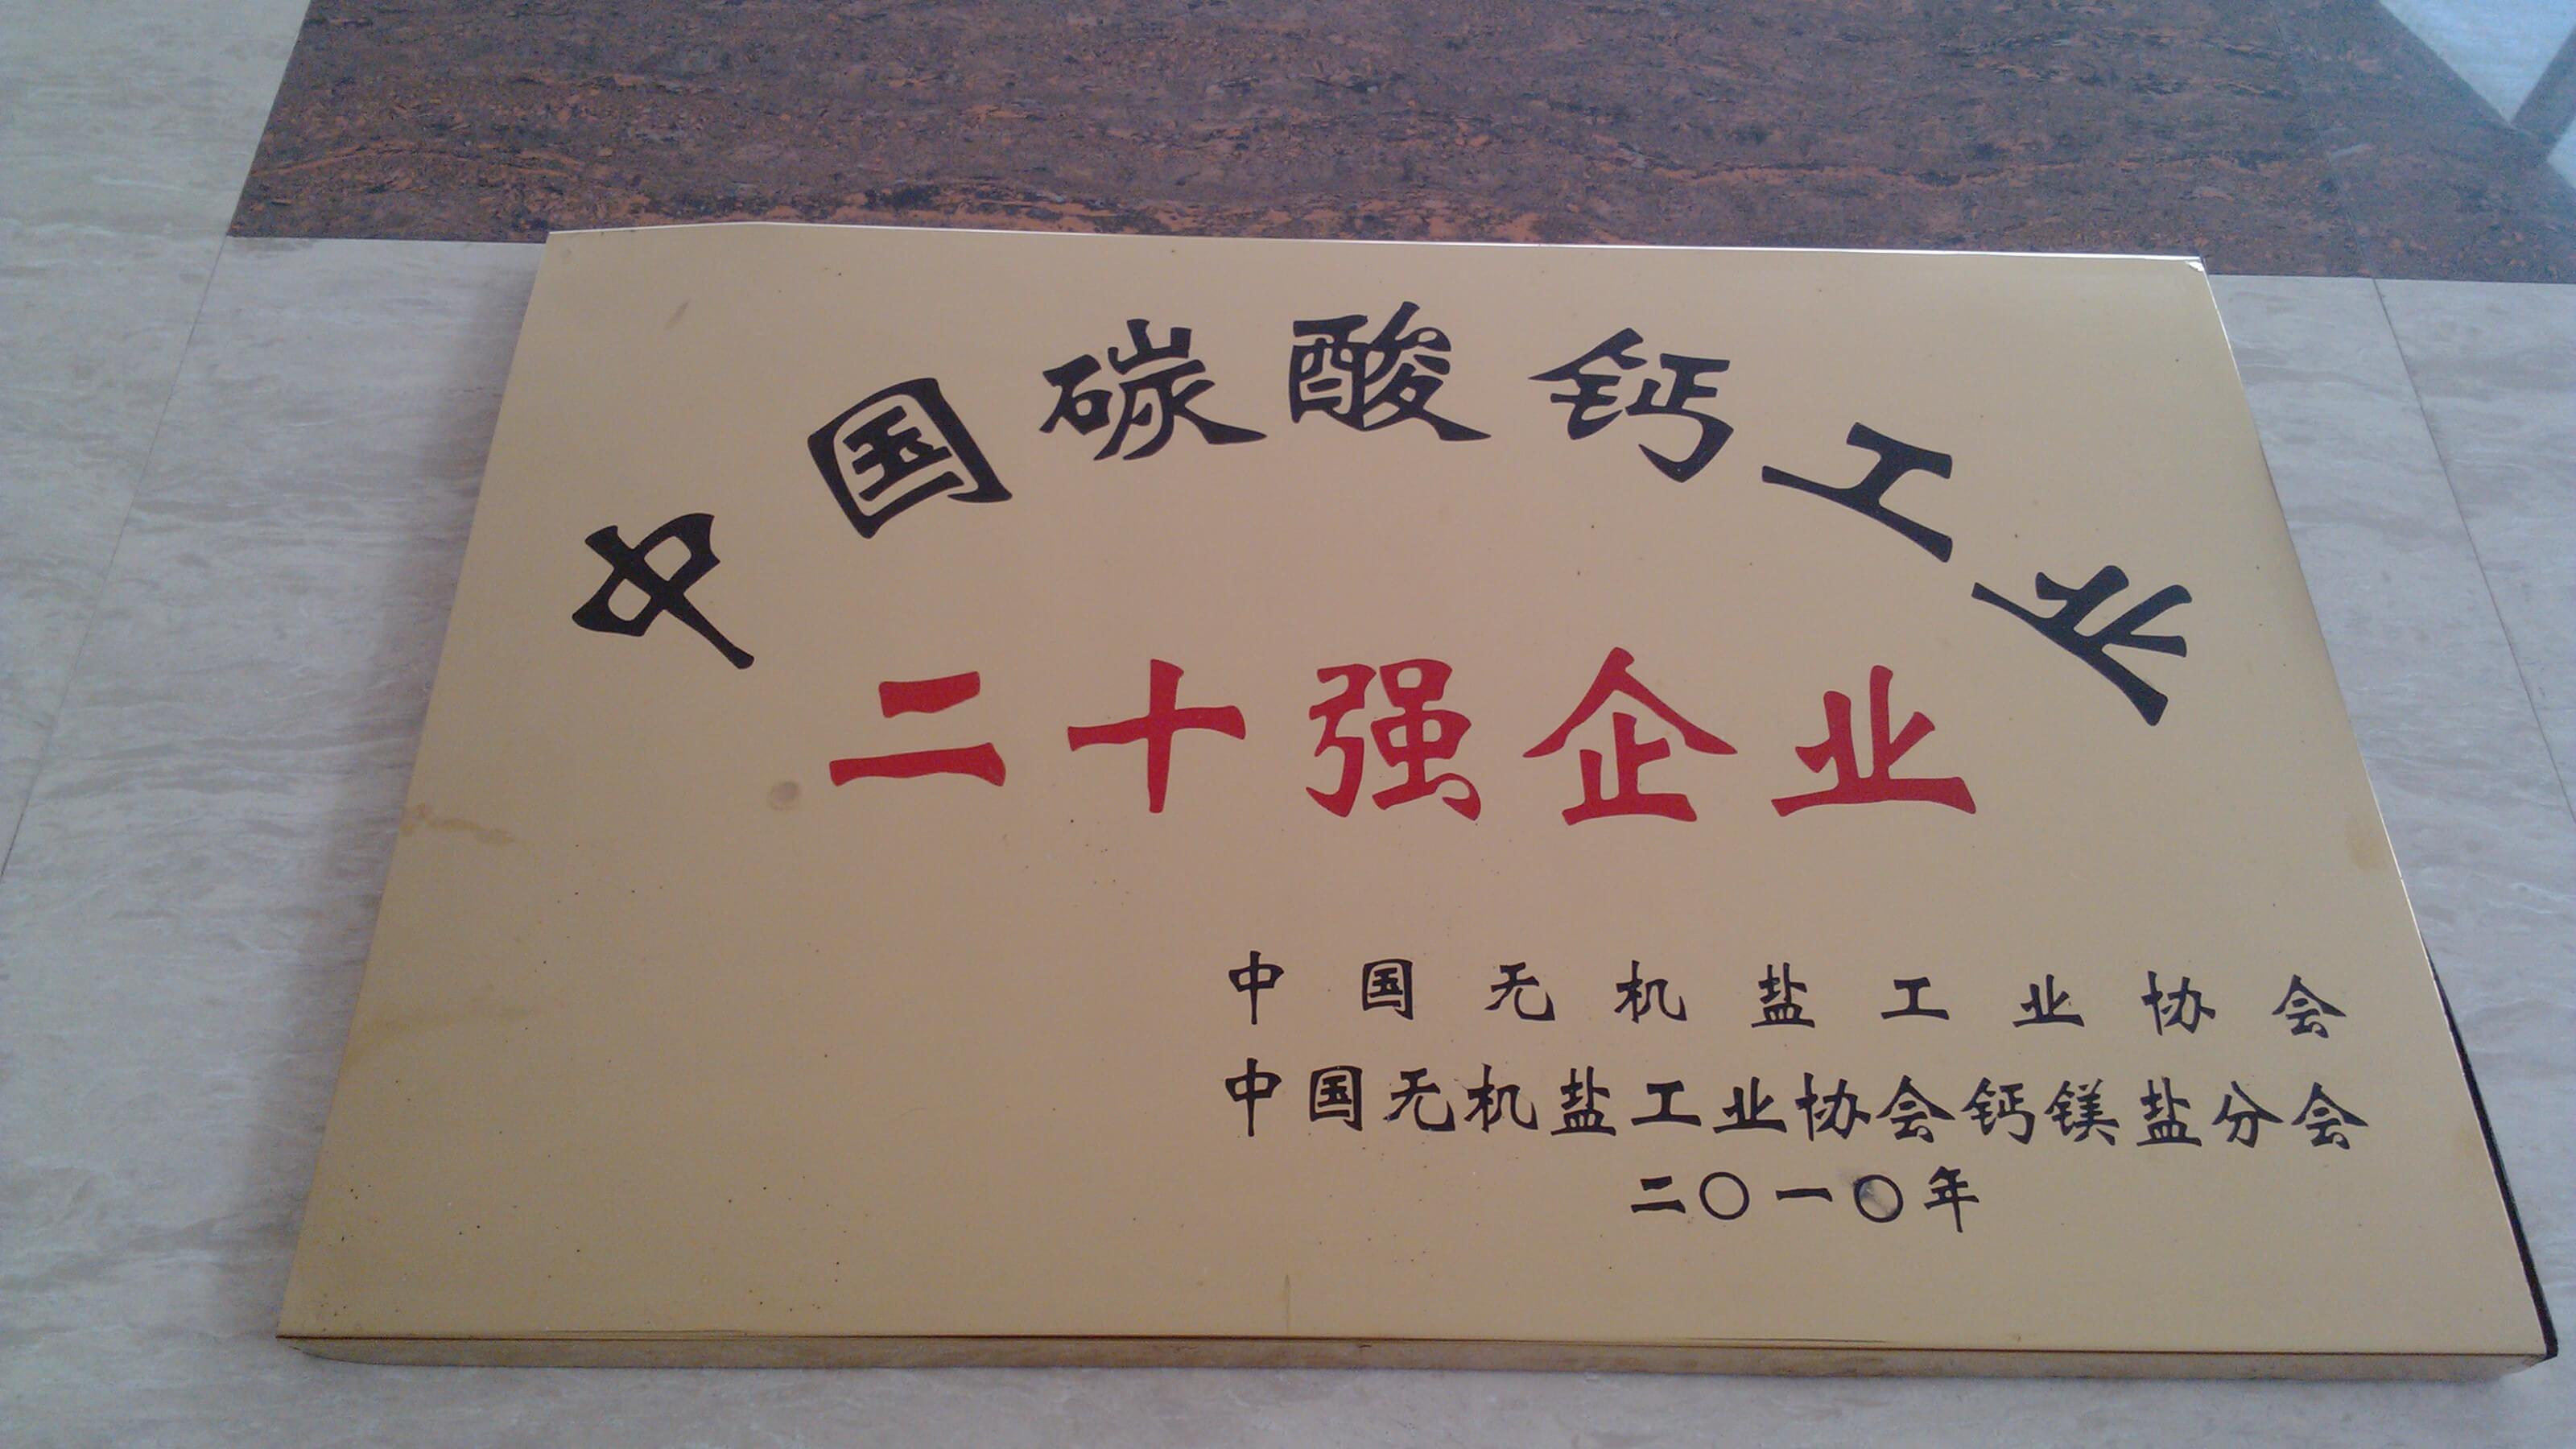 中国碳酸钙工业
二十强企业
中国无机盐工业协会
中国无机盐工业协会钙镁盐分会
二〇一〇年